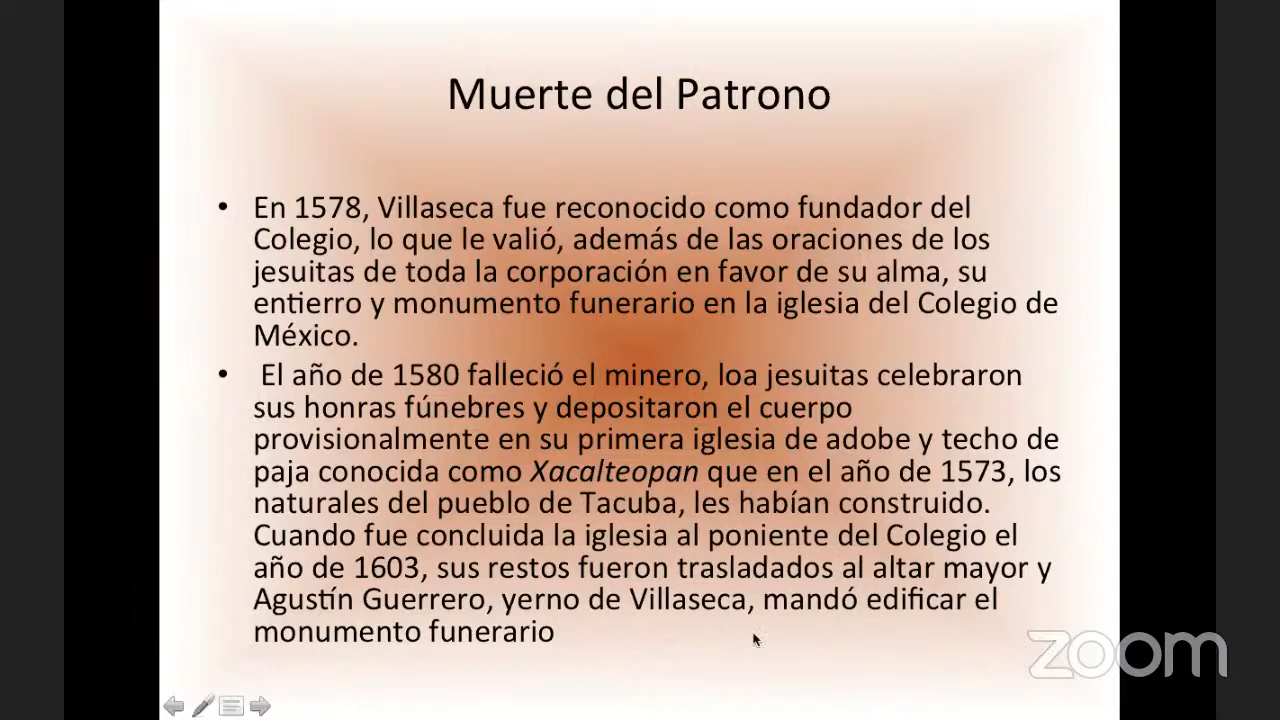 Muerte del Patrono
• En 1578, Villaseca fue reconocido como fundador del
Colegio, lo que le valió, además de las oraciones de los
jesuitas de toda la corporación en favor de su alma, su
entierro y monumento funerario en la iglesia del Colegio de
México.
• El año de 1580 falleció el minero, loa jesuitas celebraron
sus honras fúnebres y depositaron el cuerpo
provisionalmente en su primera iglesia de adobe y techo de
paja conocida como Xacalteopan que en el año de 1573, los
naturales del pueblo de Tacuba, les habían construido.
Cuando fue concluida la iglesia al poniente del Colegio el
año de 1603, sus restos fueron trasladados al altar mayor y
Agustín Guerrero, yerno de Villaseca, mandó edificar el
monumento funerario
zoom